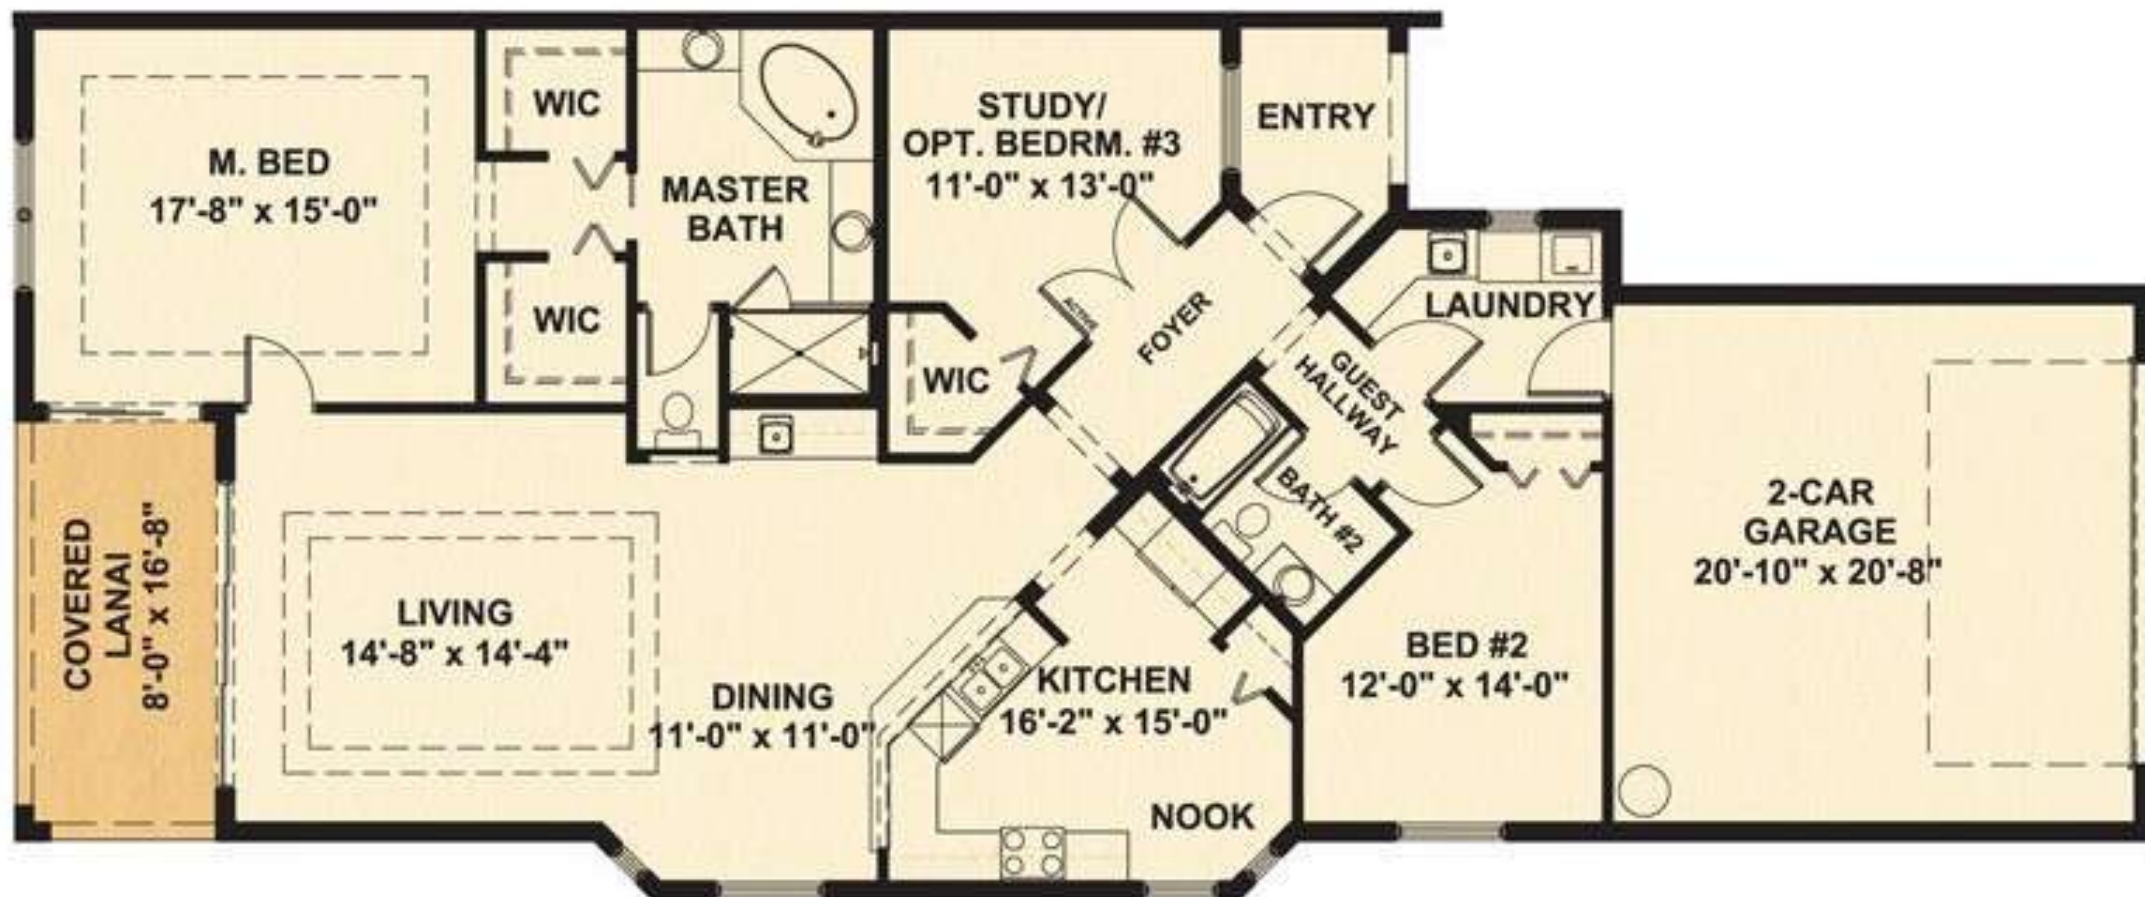 M. BED
17'-8" x 15'-0"
WIC
WIC
MASTER
BATH
STUDY/
OPT. BEDRM. #3
11'-0" x 13'-0"
ENTRY
ACTIVE
WIC
FOYER
LAUNDRY
GUEST
HALLWAY
BATH #2
COVERED
LANAI
8'-0" x 16'-8"
LIVING
14'-8" x 14'-4"
DINING
11'-0" x 11'-0"
KITCHEN
16'-2" x 15'-0"
NOOK
BED #2
12'-0" x 14'-0"
2-CAR
GARAGE
20'-10" x 20'-8"